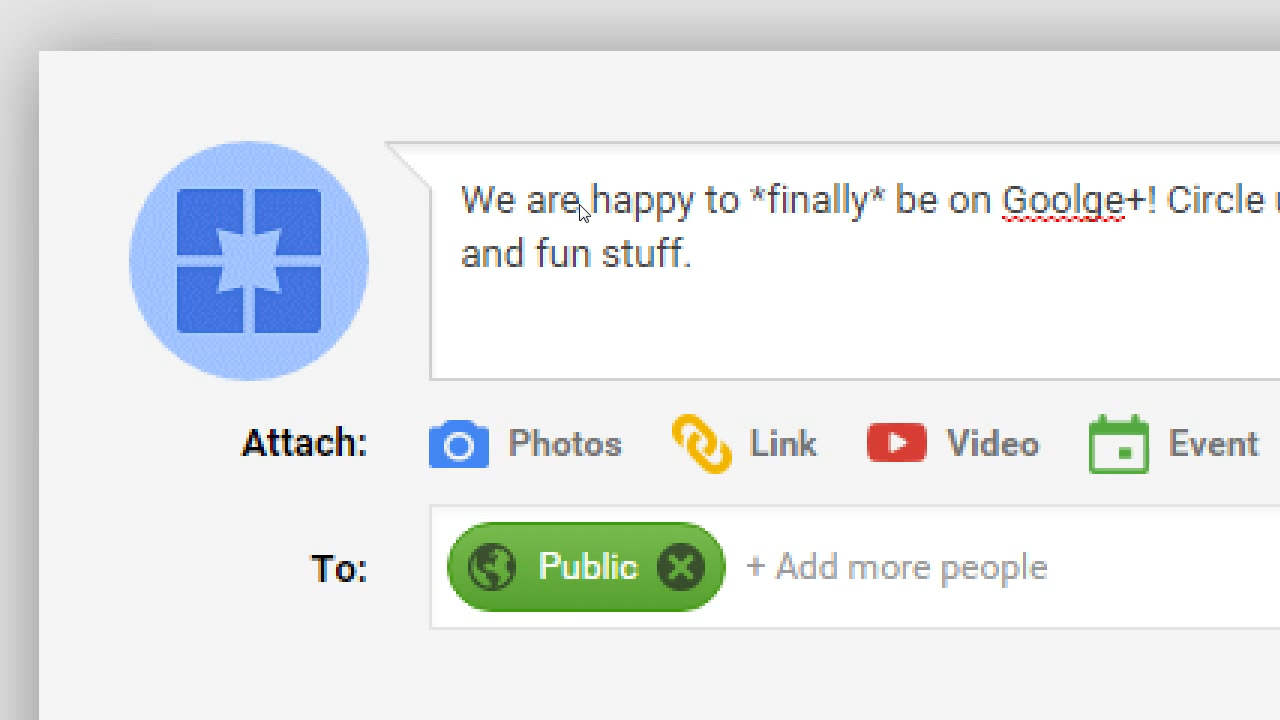 We are happy to *finally* be on Goolge+! Circle
and fun stuff.
Attach: Photos Link Video Event
To: Public + Add more people